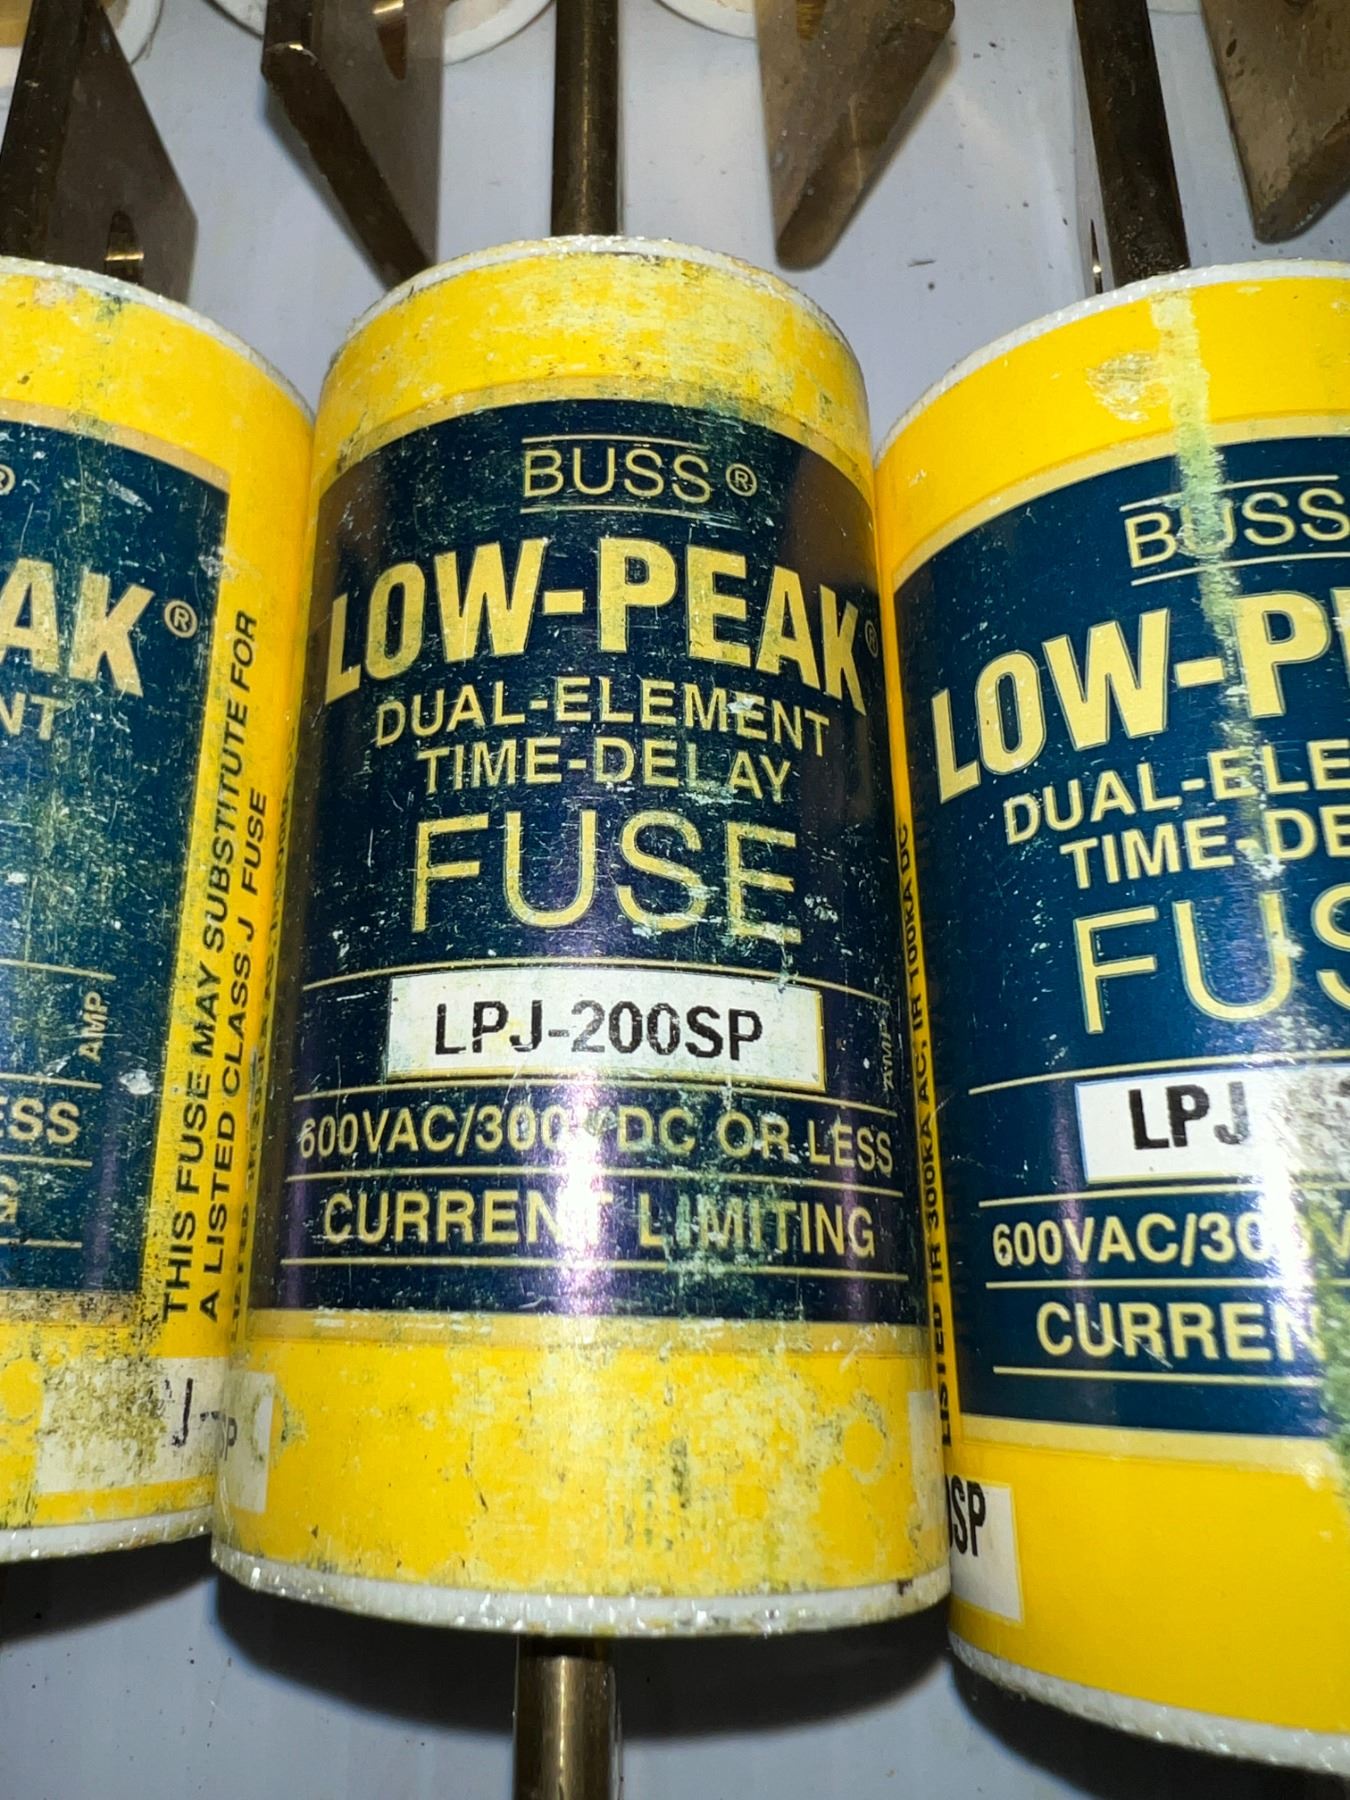 ®
AK®
NT
AMP
ESS
THIS FUSE MAY SUBSTITUTE FOR
A LISTED CLASS J FUSE
J-
SP
BUSS®
LOW-PEAK®
DUAL-ELEMENT
TIME-DELAY
FUSE
LPJ-200SP
AMP
600VAC/300 DC OR LESS
CURRENT LIMITING
LISTED IR 300KA AC, IR 100KA DC
SP
BUSS
LOW-P
DUAL-ELE
TIME-DE
FUS
LPJ
600VAC/30
CURREN